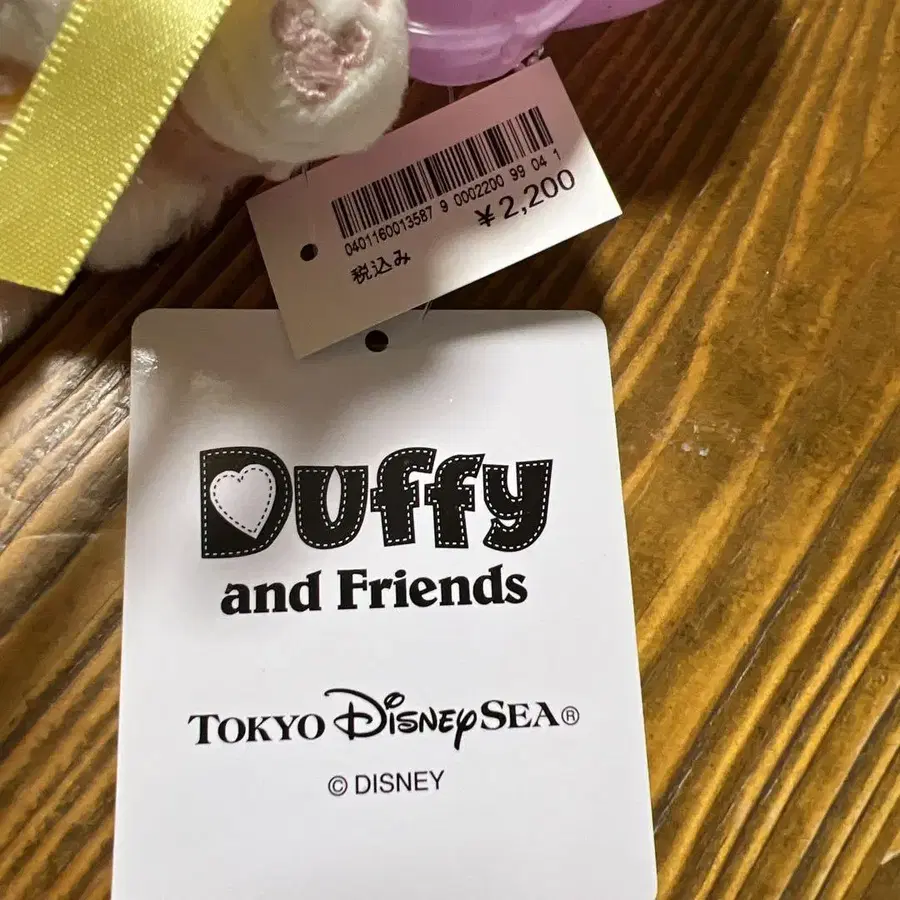 0401160013587 9 0002200 99 04 1
¥2,200
税込み
Duffy
and Friends
TOKYO DisneySEA®
© DISNEY